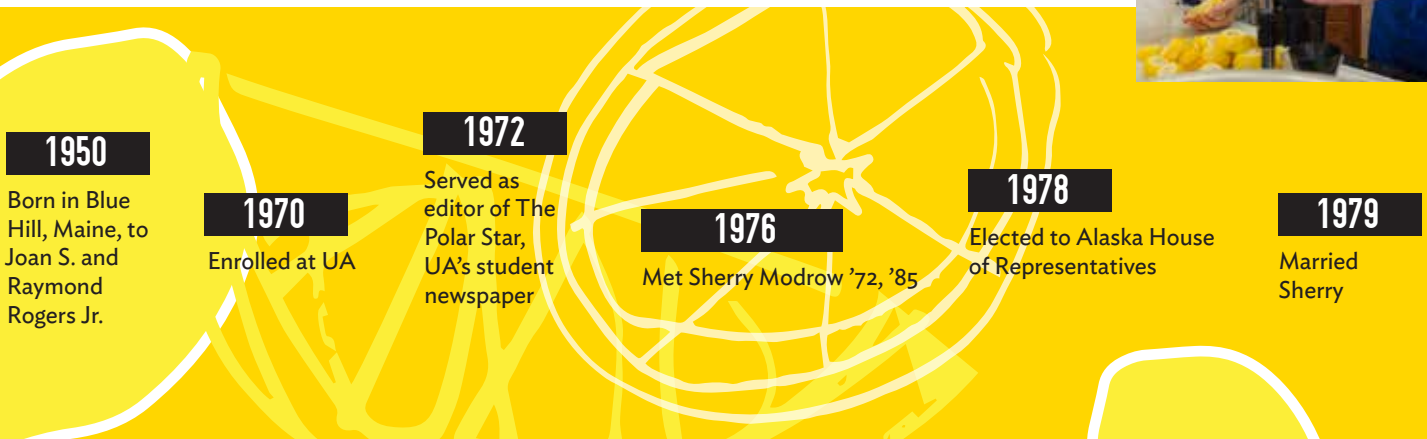 1950
Born in Blue
Hill, Maine, to
Joan S. and
Raymond
Rogers Jr.
1970
Enrolled at UA
1972
Served as
editor of The
Polar Star,
UA’s student
newspaper
1976
Met Sherry Modrow ’72, ’85
1978
Elected to Alaska House
of Representatives
1979
Married
Sherry